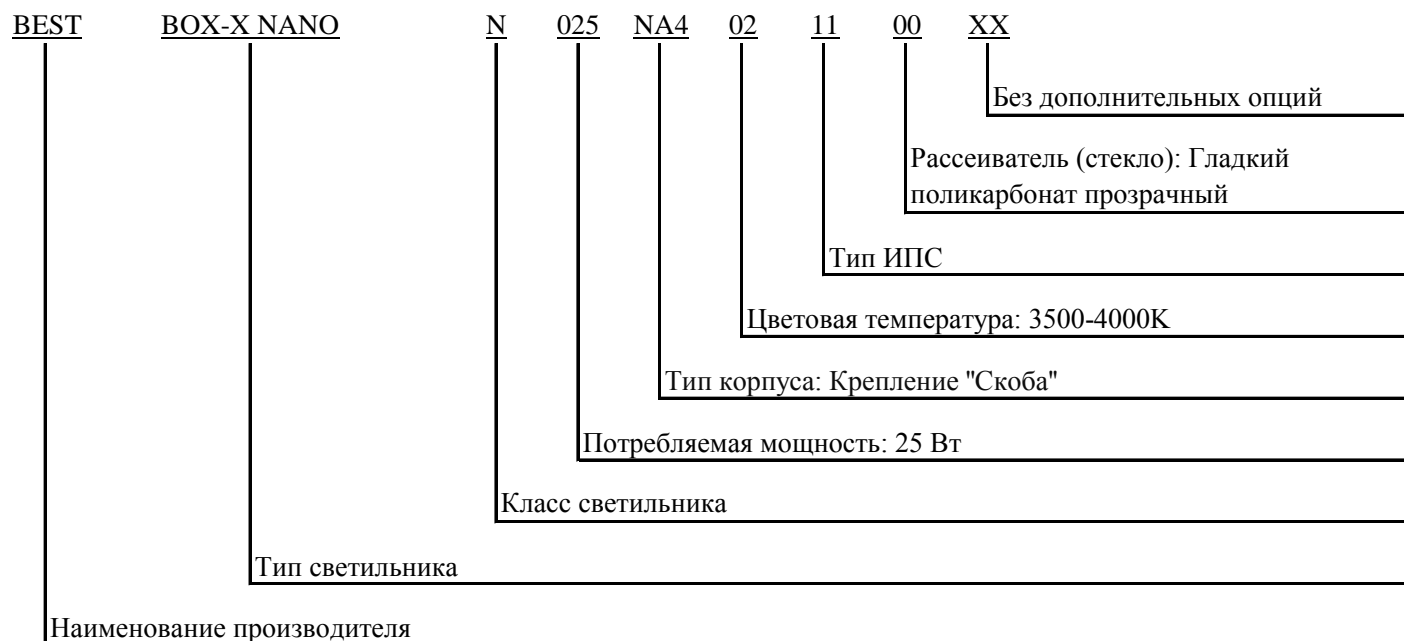 BEST BOX-X NANO N 025 NA4 02 11 00 XX
Без дополнительных опций
Рассеиватель (стекло): Гладкий
поликарбонат прозрачный
Тип ИПС
Цветовая температура: 3500-4000К
Тип корпуса: Крепление "Скоба"
Потребляемая мощность: 25 Вт
Класс светильника
Тип светильника
Наименование производителя